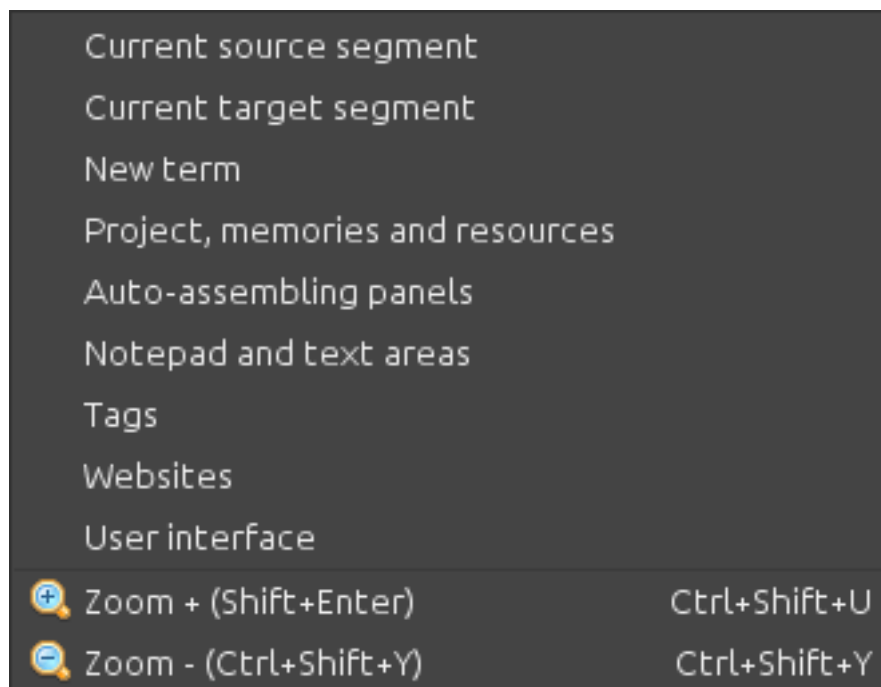 Current source segment
Current target segment
New term
Project, memories and resources
Auto-assembling panels
Notepad and text areas
Tags
Websites
User interface
Zoom + (Shift+Enter) Ctrl+Shift+U
Zoom - (Ctrl+Shift+Y) Ctrl+Shift+Y